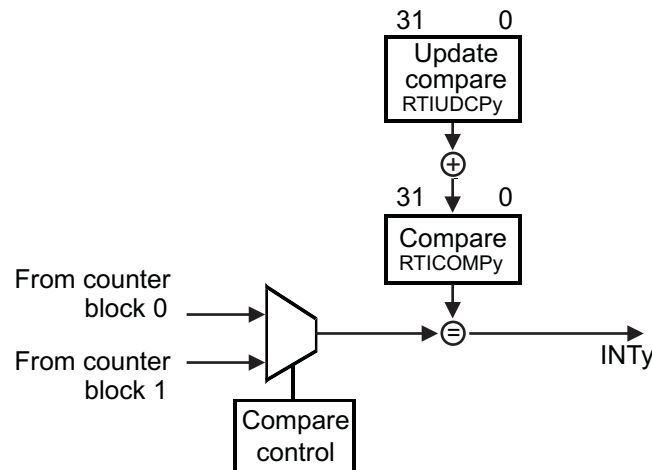 31 0
Update
compare
RTIUDCPy
+
31 0
Compare
RTICOMPy
From counter
block 0
=
INTy
From counter
block 1
Compare
control